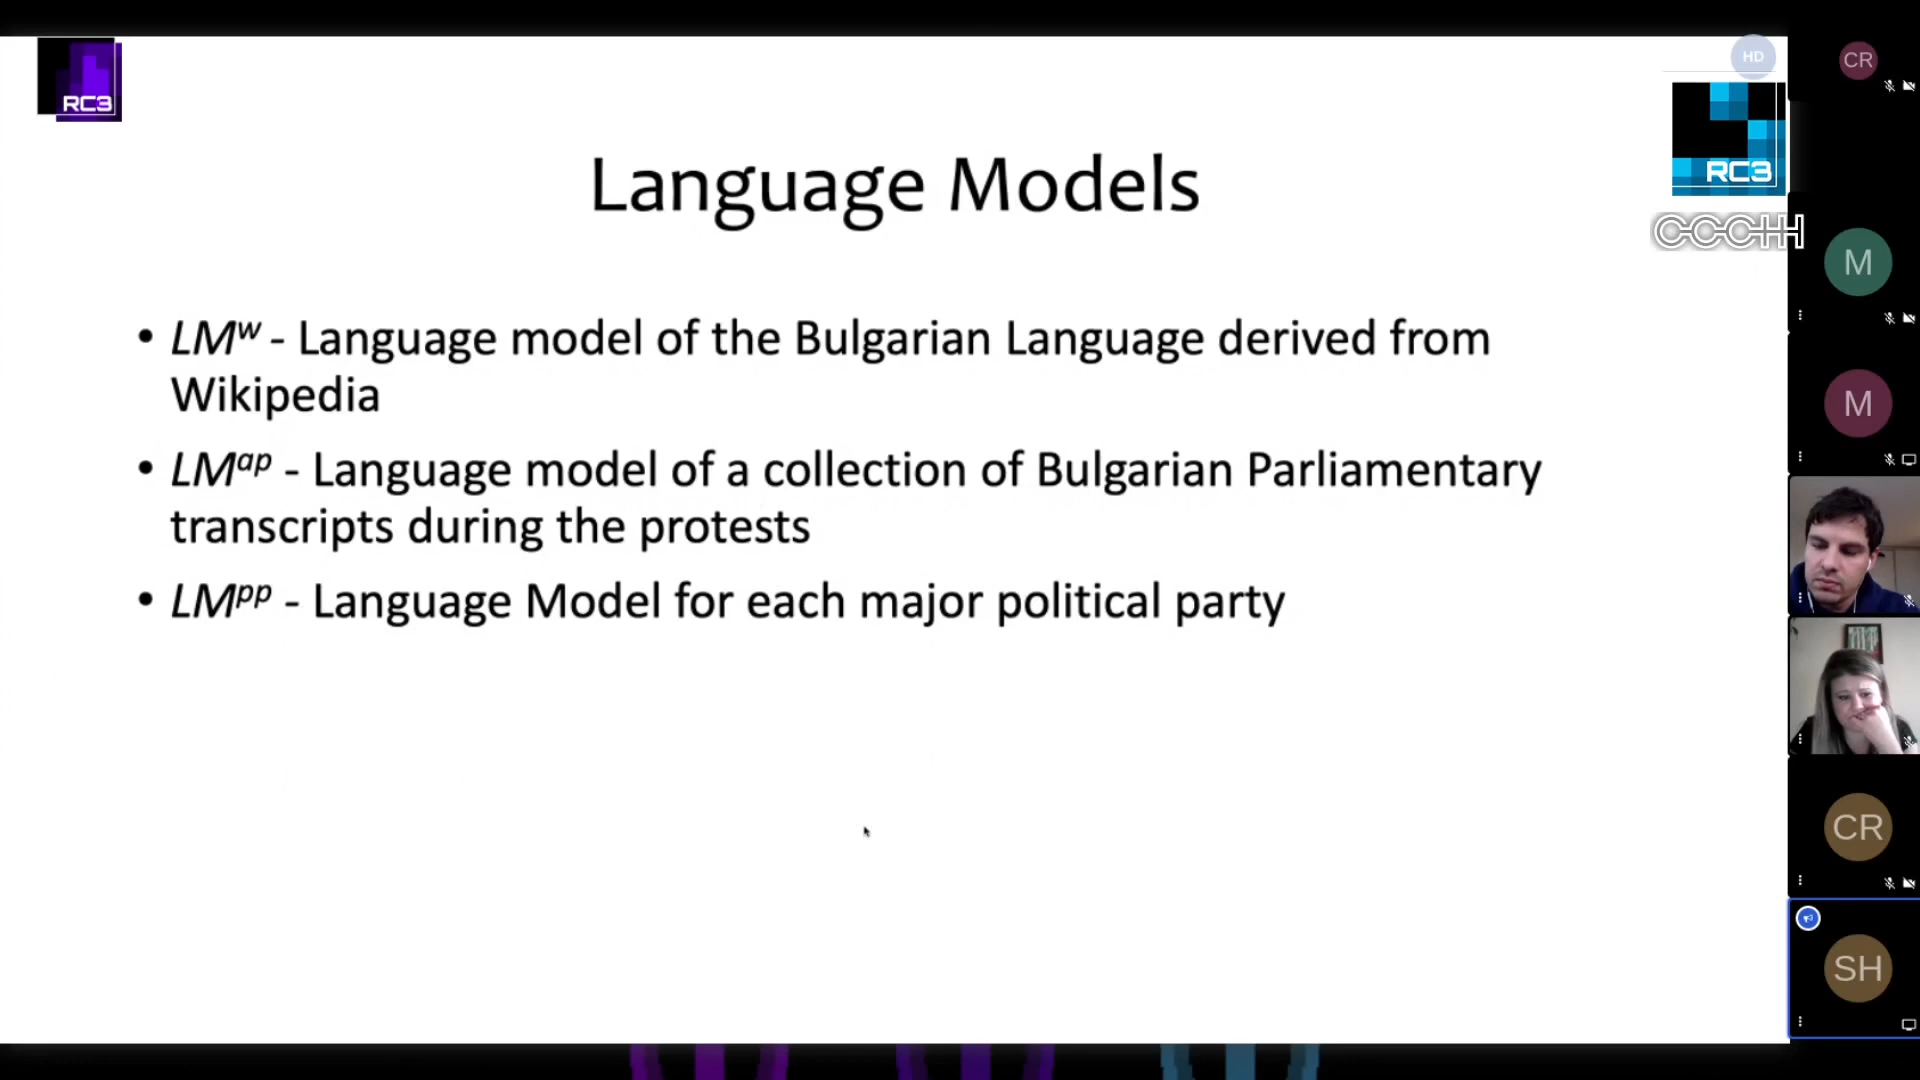 RC3
HD
CR
RC3
CCCHH
Language Models
M
• LMʷ - Language model of the Bulgarian Language derived from
Wikipedia
M
• LMᵃᵖ - Language model of a collection of Bulgarian Parliamentary
transcripts during the protests
• LMᵖᵖ - Language Model for each major political party
CR
SH